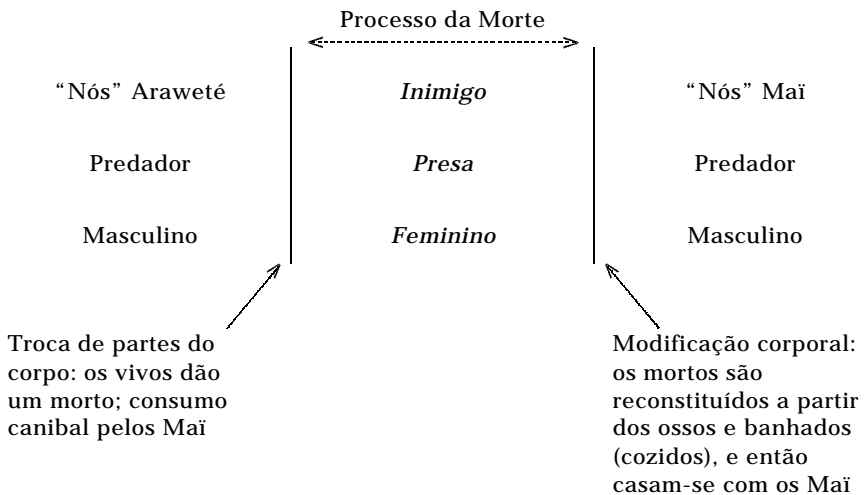 Processo da Morte
“Nós” Araweté Inimigo “Nós” Maï
Predador Presa Predador
Masculino Feminino Masculino
Troca de partes do
corpo: os vivos dão
um morto; consumo
canibal pelos Maï
Modificação corporal:
os mortos são
reconstituídos a partir
dos ossos e banhados
(cozidos), e então
casam-se com os Maï